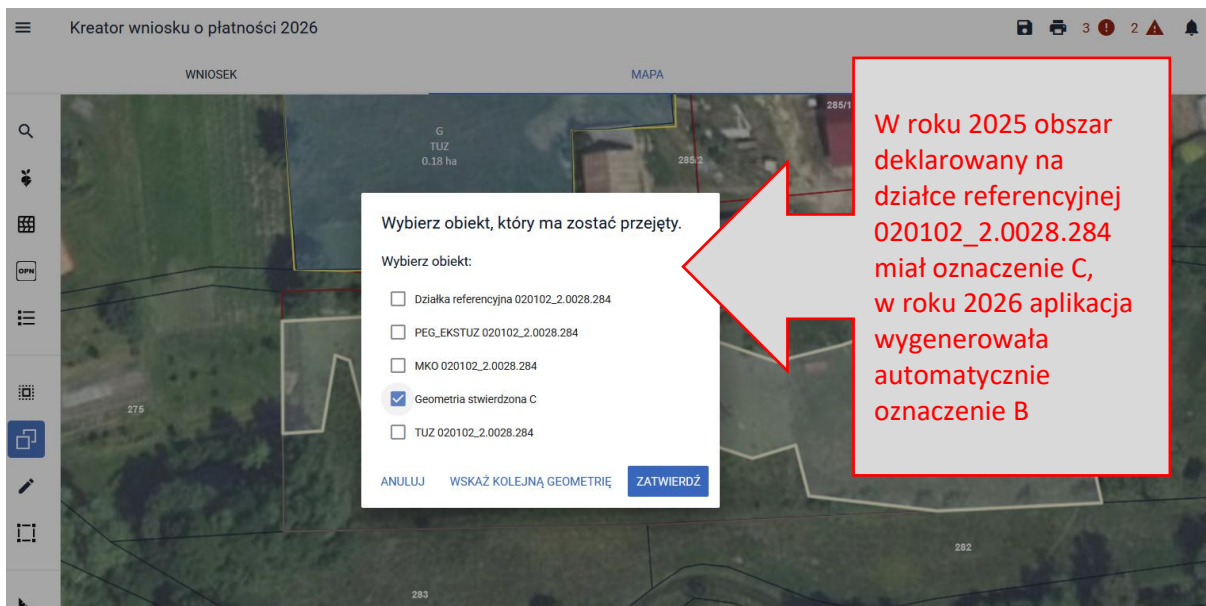 Kreator wniosku o płatności 2026
3
2
WNIOSEK
MAPA
G
TUZ
0.18 ha
285/2
285/1
OPN
275
282
283
Wybierz obiekt, który ma zostać przejęty.
Wybierz obiekt:
Działka referencyjna 020102_2.0028.284
PEG_EKSTUZ 020102_2.0028.284
MKO 020102_2.0028.284
Geometria stwierdzona C
TUZ 020102_2.0028.284
ANULUJ WSKAŻ KOLEJNĄ GEOMETRIĘ ZATWIERDŹ
W roku 2025 obszar
deklarowany na
działce referencyjnej
020102_2.0028.284
miał oznaczenie C,
w roku 2026 aplikacja
wygenerowała
automatycznie
oznaczenie B